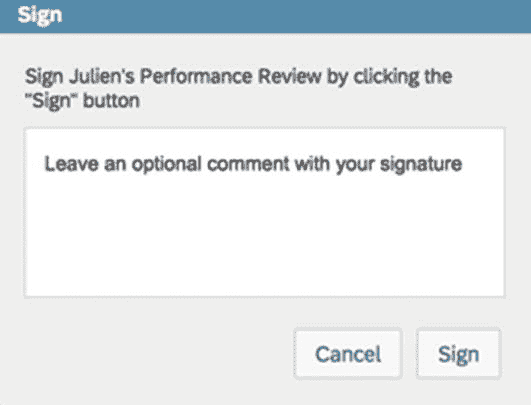 Sign
Sign Julien's Performance Review by clicking the
"Sign" button
Leave an optional comment with your signature
Cancel
Sign